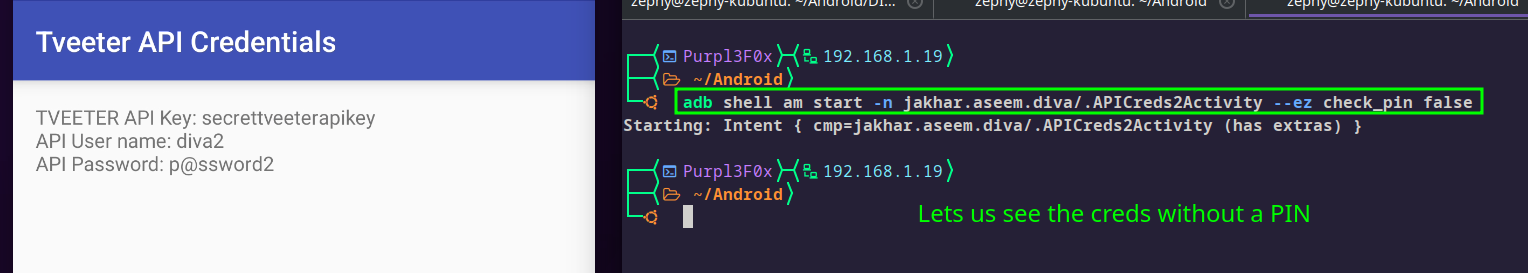 Tveeter API Credentials
TVEETER API Key: secrettveeterapikey
API User name: diva2
API Password: p@ssword2
zephy@zephy-kubuntu: ~/Android/DI...
zephy@zephy-kubuntu: ~/Android
zephy@zephy-kubuntu: ~/Android
Purpl3F0x 192.168.1.19
~/Android
adb shell am start -n jakhar.aseem.diva/.APICreds2Activity --ez check_pin false
Starting: Intent { cmp=jakhar.aseem.diva/.APICreds2Activity (has extras) }
Purpl3F0x 192.168.1.19
~/Android
Lets us see the creds without a PIN